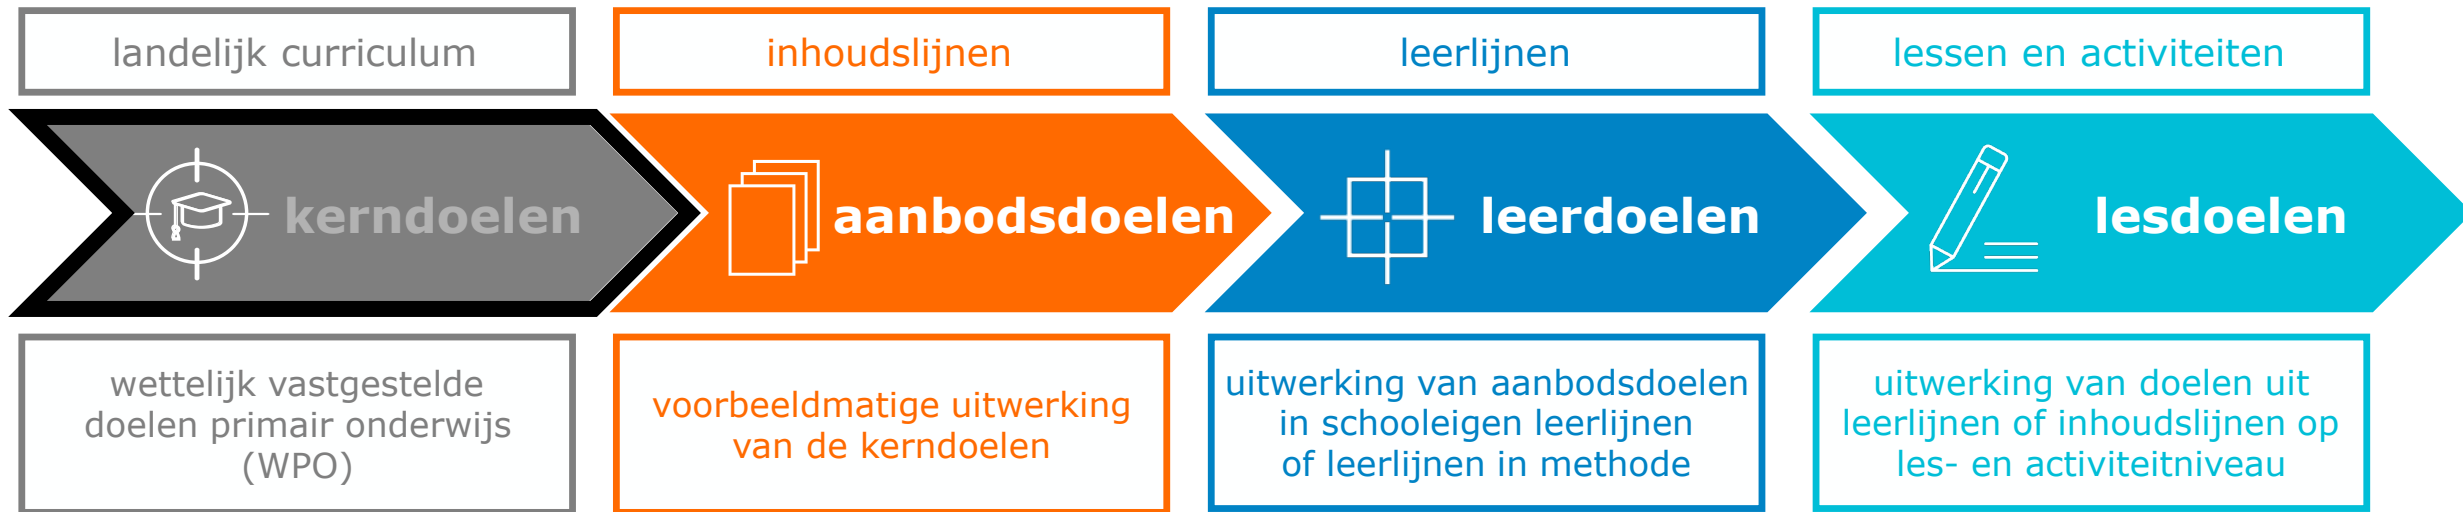 landelijk curriculum
inhoudslijnen
leerlijnen
lessen en activiteiten
kerndoelen
aanbodsdoelen
leerdoelen
lesdoelen
wettelijk vastgestelde
doelen primair onderwijs
(WPO)
voorbeeldmatige uitwerking
van de kerndoelen
uitwerking van aanbodsdoelen
in schooleigen leerlijnen
of leerlijnen in methode
uitwerking van doelen uit
leerlijnen of inhoudslijnen op
les- en activiteitniveau